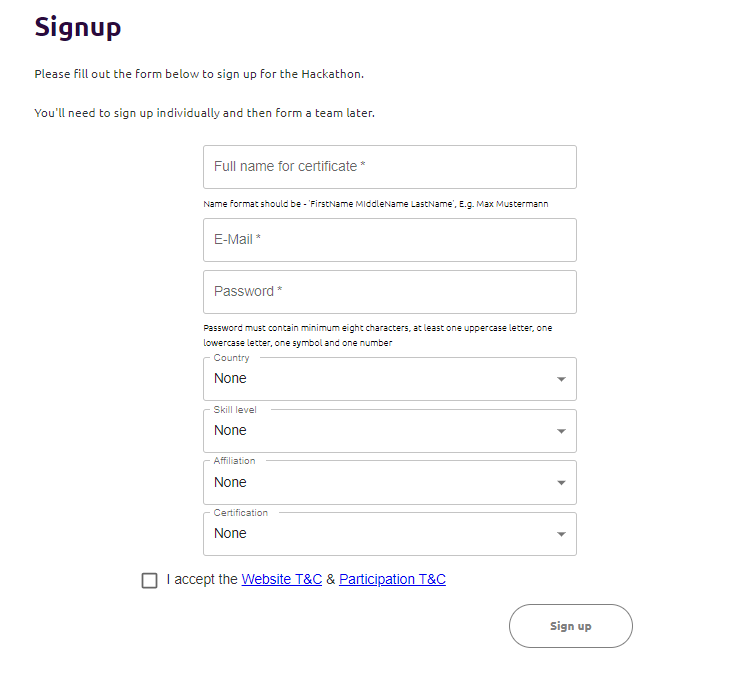 Signup
Please fill out the form below to sign up for the Hackathon.
You'll need to sign up individually and then form a team later.
Full name for certificate *
Name format should be - 'FirstName MiddleName LastName', E.g. Max Mustermann
E-Mail *
Password *
Password must contain minimum eight characters, at least one uppercase letter, one
lowercase letter, one symbol and one number
Country
None
Skill level
None
Affiliation
None
Certification
None
I accept the Website T&C & Participation T&C
Sign up